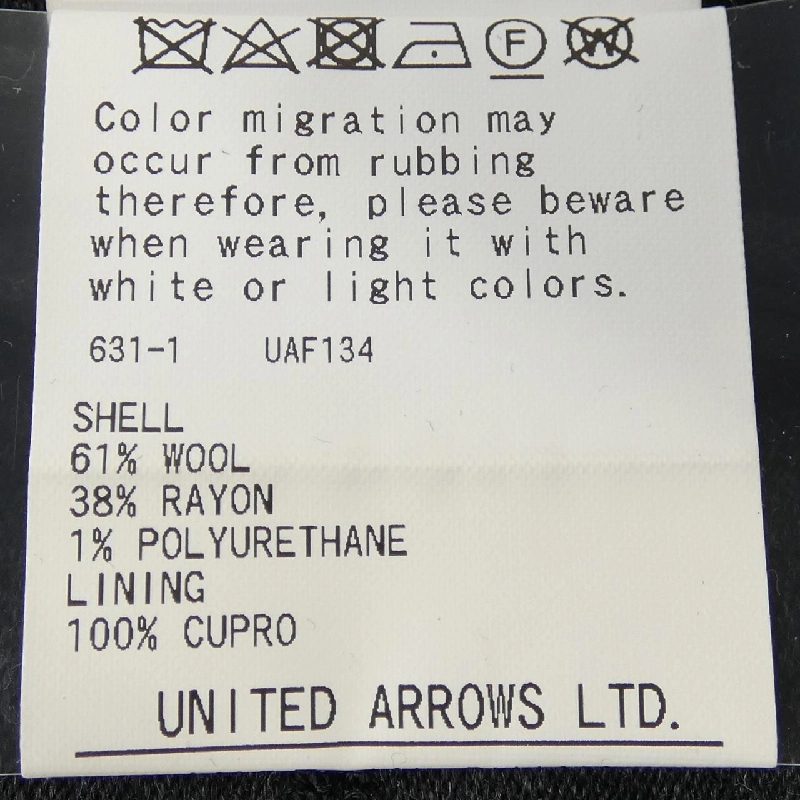 F W
Color migration may
occur from rubbing
therefore, please beware
when wearing it with
white or light colors.
631-1 UAF134
SHELL
61% WOOL
38% RAYON
1% POLYURETHANE
LINING
100% CUPRO
UNITED ARROWS LTD.